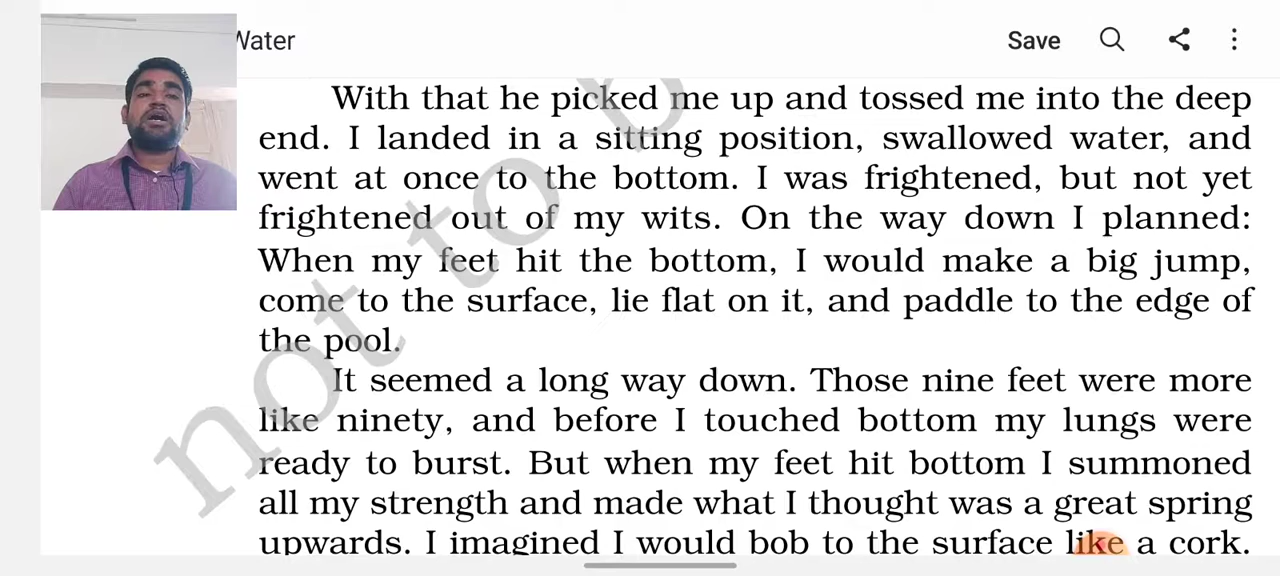 Water
Save
With that he picked me up and tossed me into the deep
end. I landed in a sitting position, swallowed water, and
went at once to the bottom. I was frightened, but not yet
frightened out of my wits. On the way down I planned:
When my feet hit the bottom, I would make a big jump,
come to the surface, lie flat on it, and paddle to the edge of
the pool.
It seemed a long way down. Those nine feet were more
like ninety, and before I touched bottom my lungs were
ready to burst. But when my feet hit bottom I summoned
all my strength and made what I thought was a great spring
upwards. I imagined I would bob to the surface like a cork.
not to b